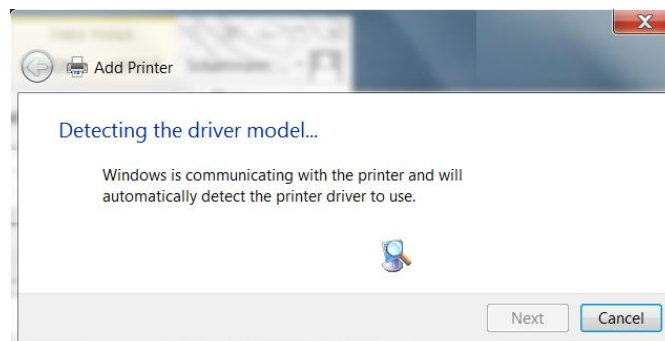 Add Printer
Detecting the driver model...
Windows is communicating with the printer and will
automatically detect the printer driver to use.
Next
Cancel